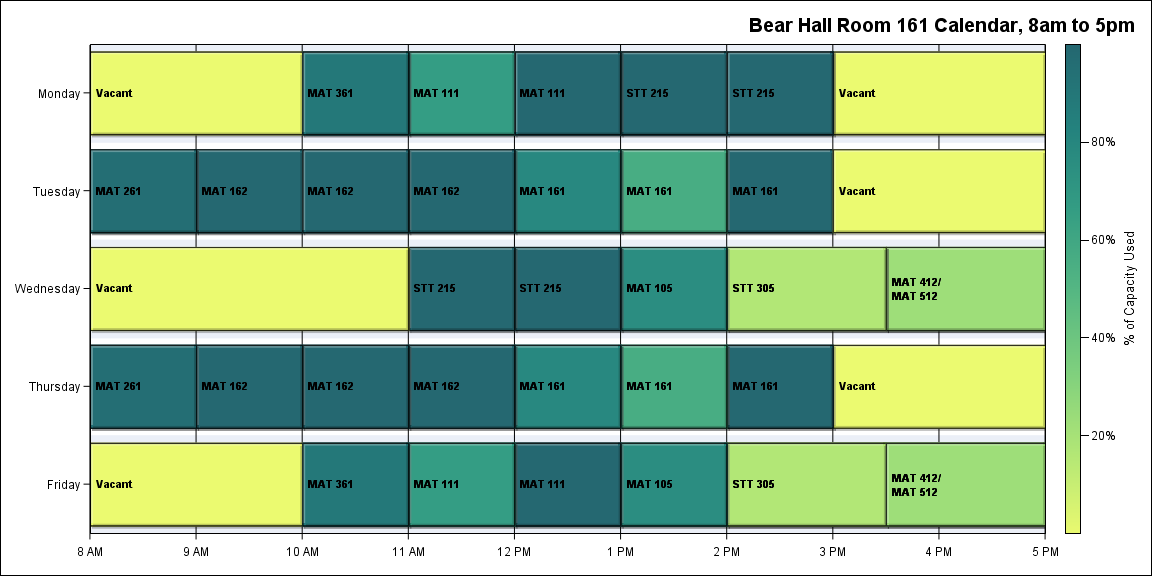 Bear Hall Room 161 Calendar, 8am to 5pm
Monday
Vacant
MAT 361
MAT 111
MAT 111
STT 215
STT 215
Vacant
Tuesday
MAT 261
MAT 162
MAT 162
MAT 162
MAT 161
MAT 161
MAT 161
Vacant
Wednesday
Vacant
STT 215
STT 215
MAT 105
STT 305
MAT 412/
MAT 512
Thursday
MAT 261
MAT 162
MAT 162
MAT 162
MAT 161
MAT 161
MAT 161
Vacant
Friday
Vacant
MAT 361
MAT 111
MAT 111
MAT 105
STT 305
MAT 412/
MAT 512
8 AM
9 AM
10 AM
11 AM
12 PM
1 PM
2 PM
3 PM
4 PM
5 PM
80%
60%
40%
20%
% of Capacity Used